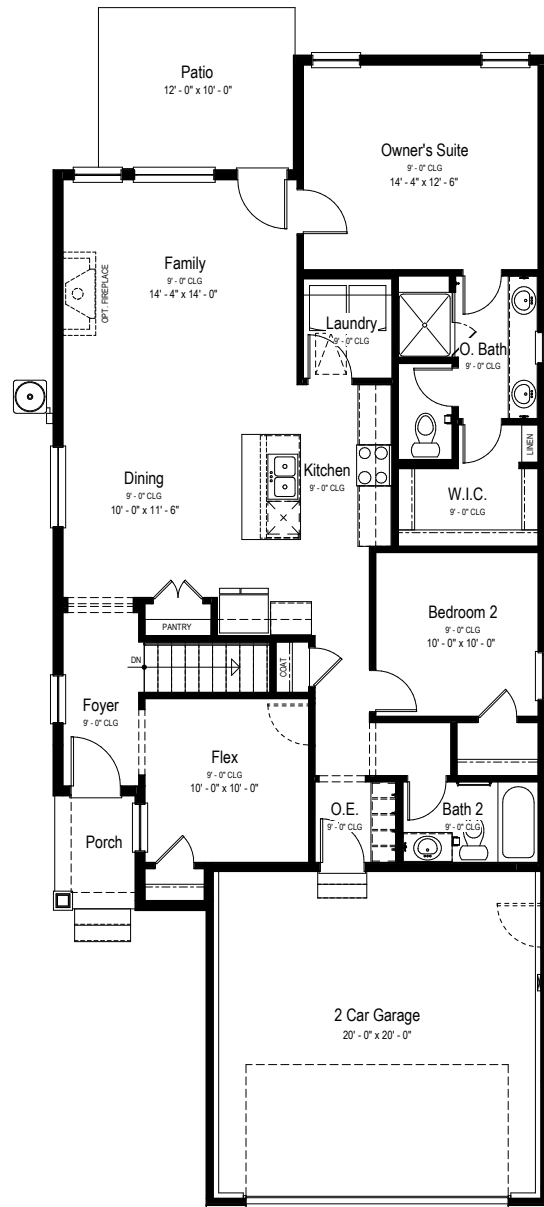 Patio
12' - 0" x 10' - 0"
Owner's Suite
9' - 0" CLG
14' - 4" x 12' - 6"
Family
9' - 0" CLG
14' - 4" x 14' - 0"
OPT. FIREPLACE
Laundry
9' - 0" CLG
O. Bath
9' - 0" CLG
LINEN
Kitchen
9' - 0" CLG
Dining
9' - 0" CLG
10' - 0" x 11' - 6"
W.I.C.
9' - 0" CLG
PANTRY
Bedroom 2
9' - 0" CLG
10' - 0" x 10' - 0"
DN
COAT
Foyer
9' - 0" CLG
Flex
9' - 0" CLG
10' - 0" x 10' - 0"
Porch
O.E.
9' - 0" CLG
Bath 2
9' - 0" CLG
2 Car Garage
20' - 0" x 20' - 0"